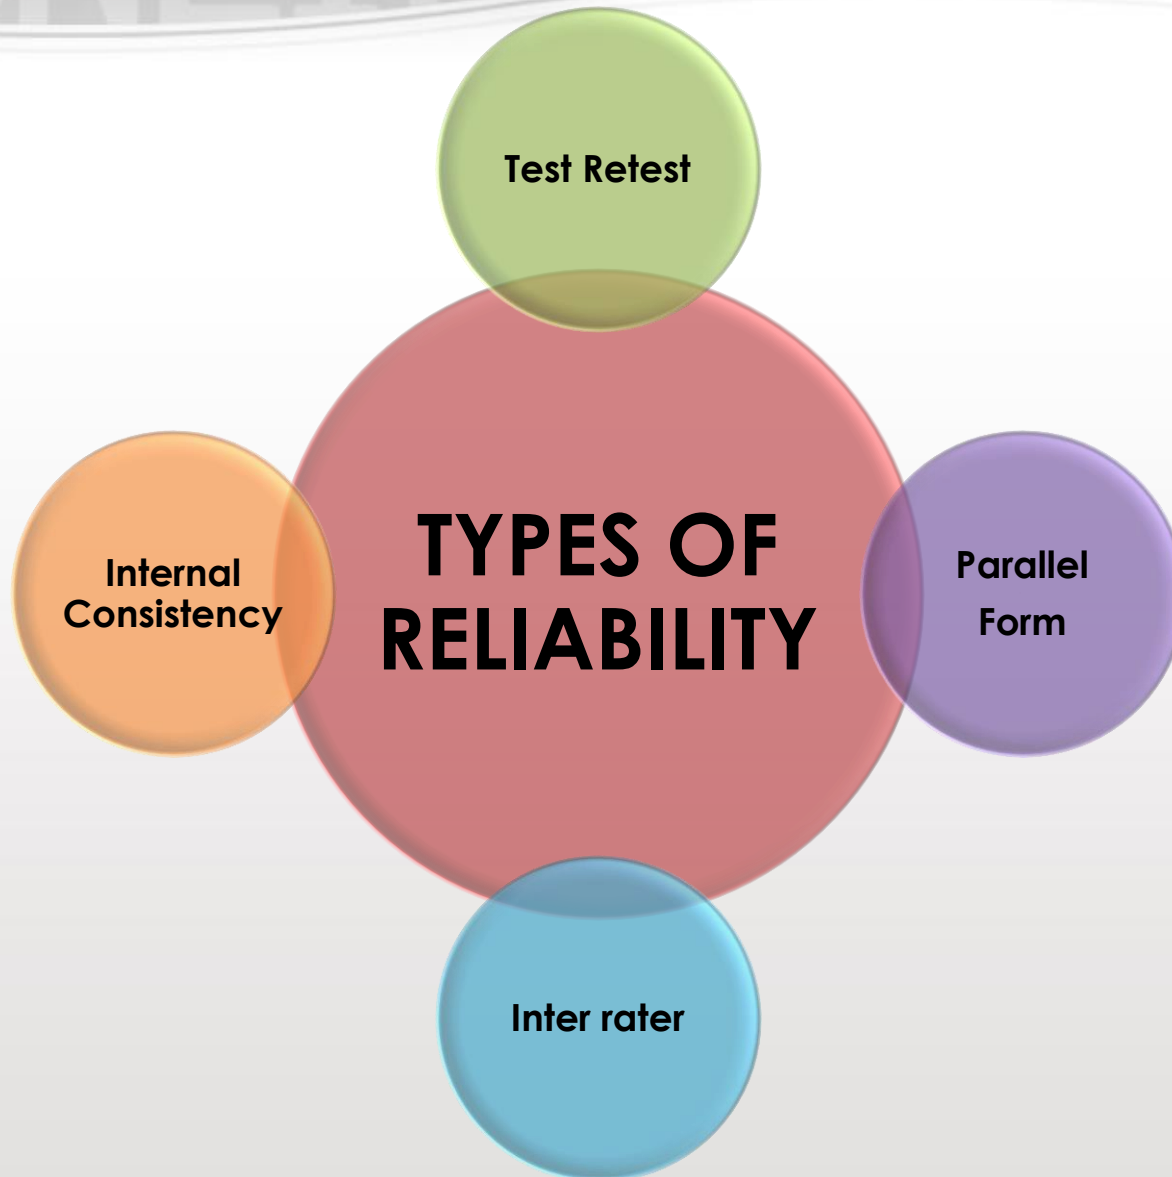 Test Retest
TYPES OF
RELIABILITY
Parallel
Form
Inter rater
Internal
Consistency